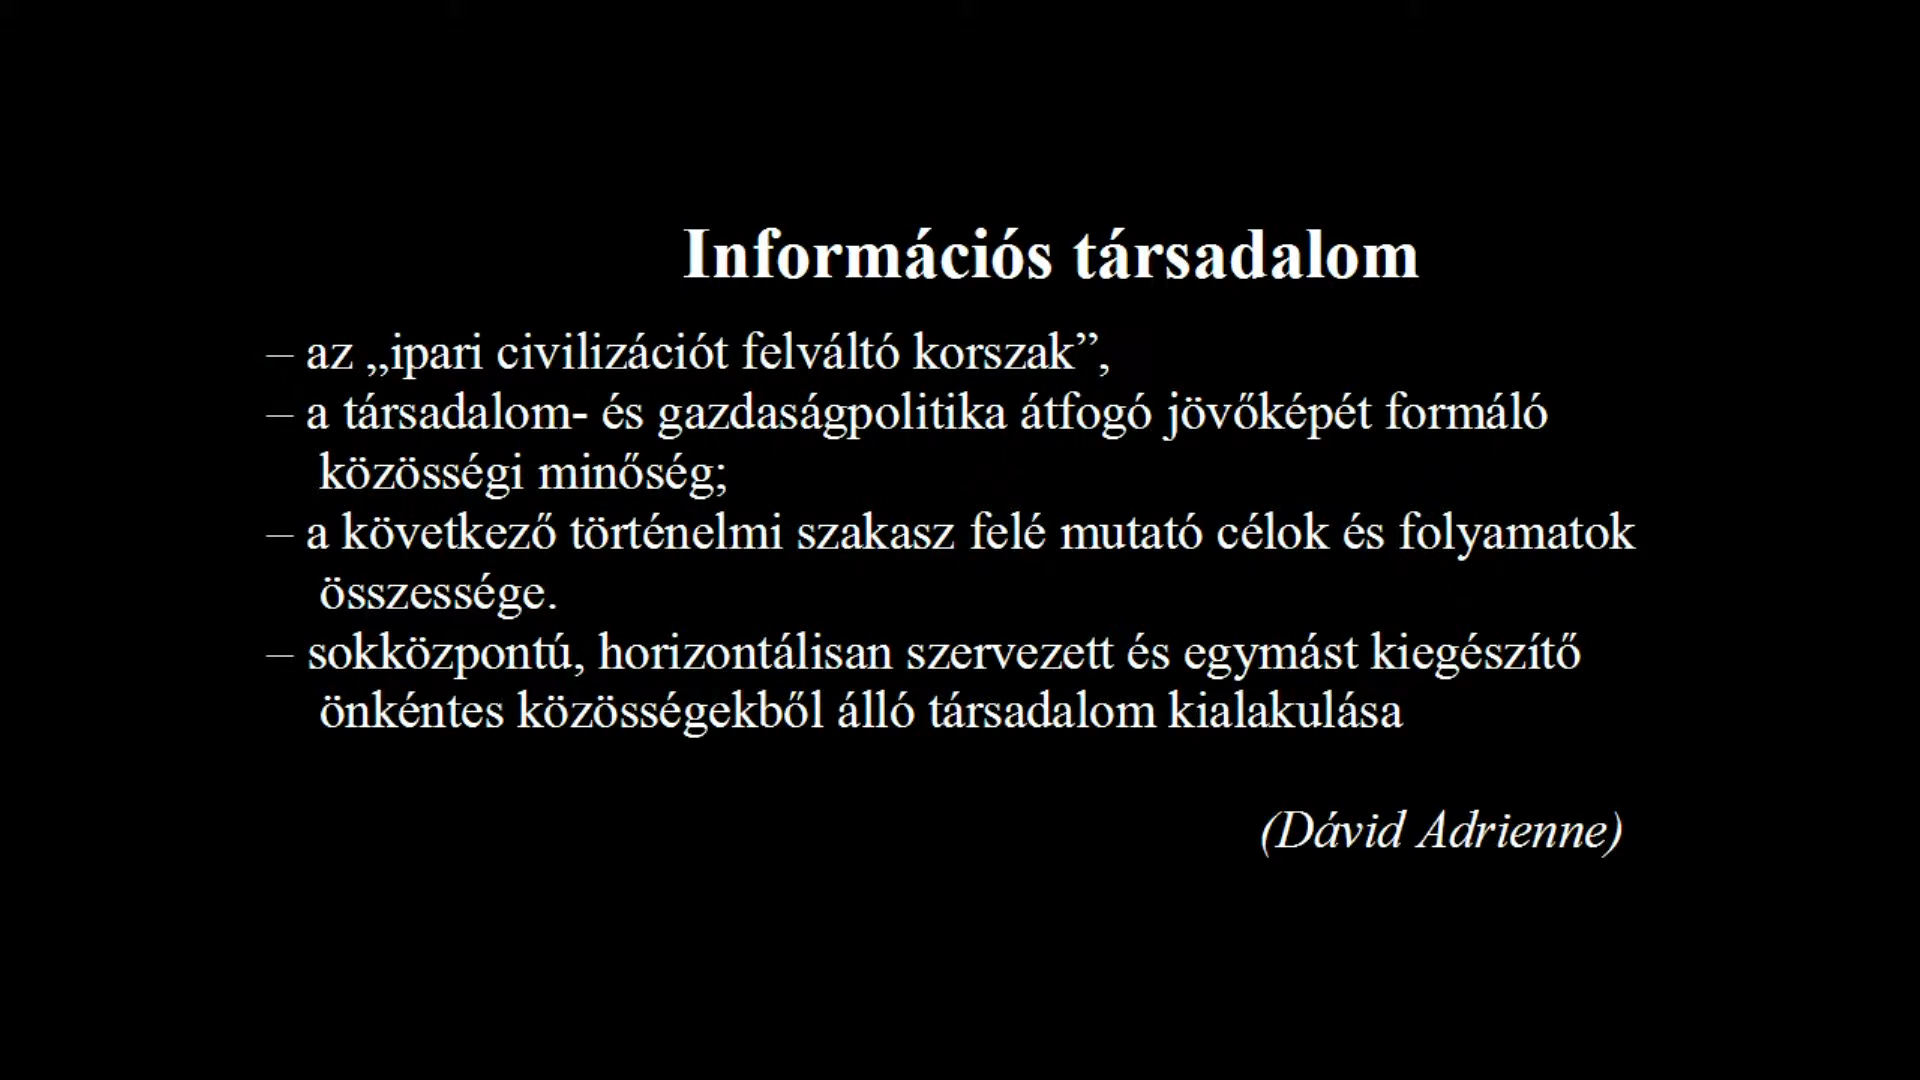 Információs társadalom
– az „ipari civilizációt felváltó korszak”,
– a társadalom- és gazdaságpolitika átfogó jövőképét formáló
közösségi minőség;
– a következő történelmi szakasz felé mutató célok és folyamatok
összessége.
– sokközpontú, horizontálisan szervezett és egymást kiegészítő
önkéntes közösségekből álló társadalom kialakulása
(Dávid Adrienne)